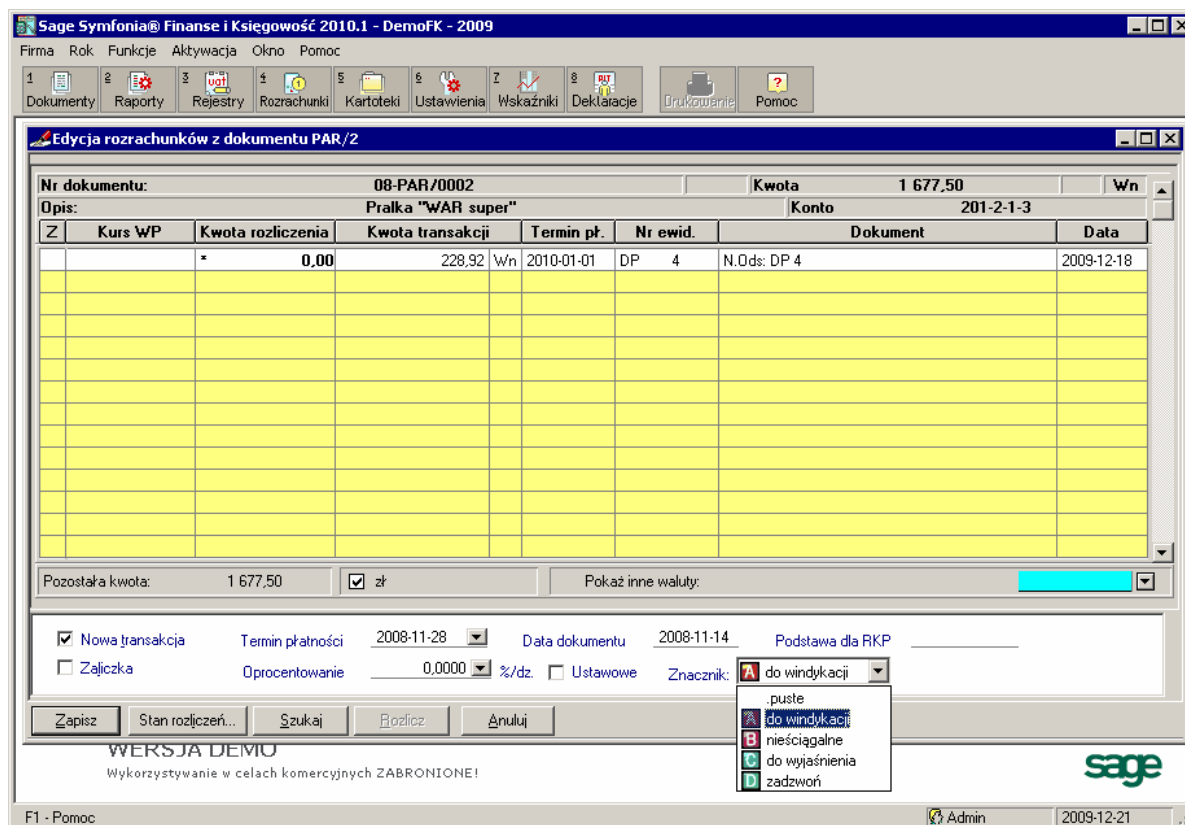 Sage Symfonia® Finanse i Księgowość 2010.1 - DemoFK - 2009
Firma Rok Funkcje Aktywacja Okno Pomoc
1 Dokumenty 2 Raporty 3 Rejestry 4 Rozrachunki 5 Kartoteki 6 Ustawienia 7 Wskaźniki 8 Deklaracje Drukowanie Pomoc
Edycja rozrachunków z dokumentu PAR/2
Nr dokumentu: 08-PAR/0002 Kwota 1 677,50 Wn
Opis: Pralka "WAR super" Konto 201-2-1-3
Z Kurs WP Kwota rozliczenia Kwota transakcji Termin pł. Nr ewid. Dokument Data
* 0,00 228,92 Wn 2010-01-01 DP 4 N.Ods: DP 4 2009-12-18
Pozostała kwota: 1 677,50 zł Pokaż inne waluty:
Nowa transakcja Termin płatności 2008-11-28 Data dokumentu 2008-11-14 Podstawa dla RKP
Zaliczka Oprocentowanie 0,0000 %/dz. Ustawowe Znacznik: A do windykacji
.puste
A do windykacji
B nieściągalne
C do wyjaśnienia
D zadzwoń
Zapisz Stan rozliczeń... Szukaj Rozlicz Anuluj
WERSJA DEMO
Wykorzystywanie w celach komercyjnych ZABRONIONE!
sage
F1 - Pomoc Admin 2009-12-21